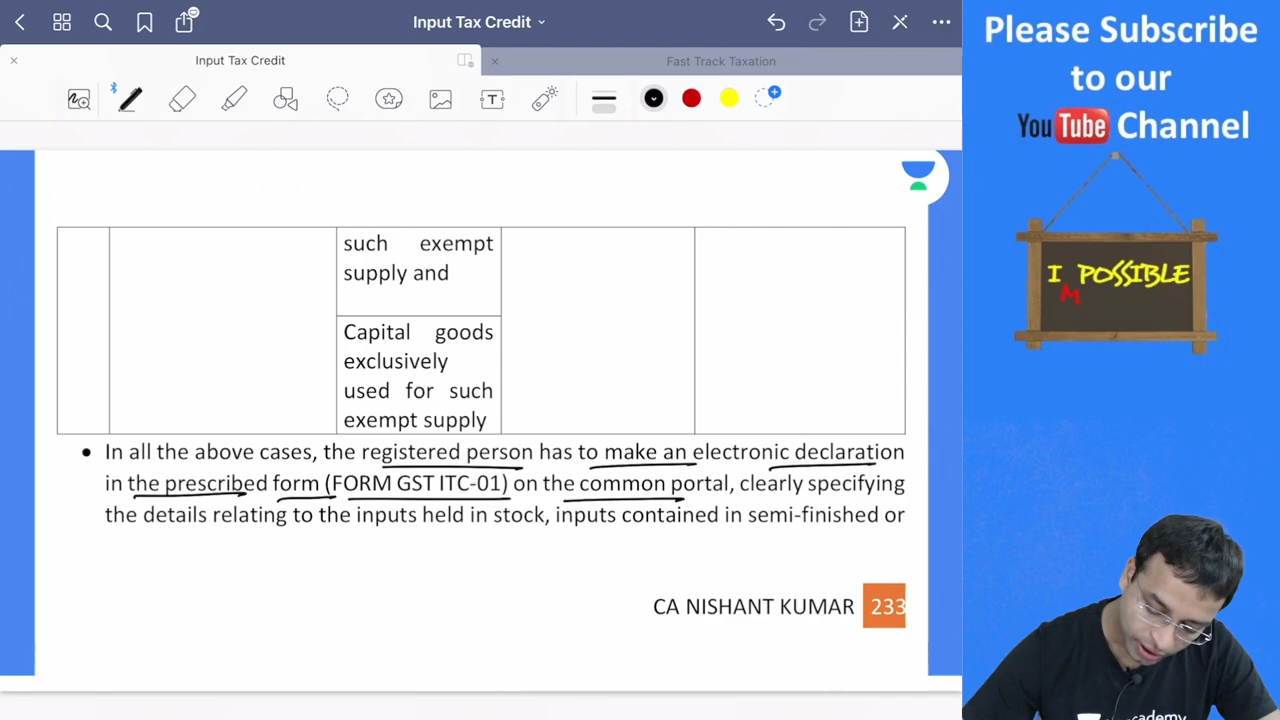 Input Tax Credit
Input Tax Credit
Fast Track Taxation
T
Please Subscribe
to our
YouTube Channel
I POSSIBLE
M
such exempt
supply and
Capital goods
exclusively
used for such
exempt supply
• In all the above cases, the registered person has to make an electronic declaration
in the prescribed form (FORM GST ITC-01) on the common portal, clearly specifying
the details relating to the inputs held in stock, inputs contained in semi-finished or
CA NISHANT KUMAR 233